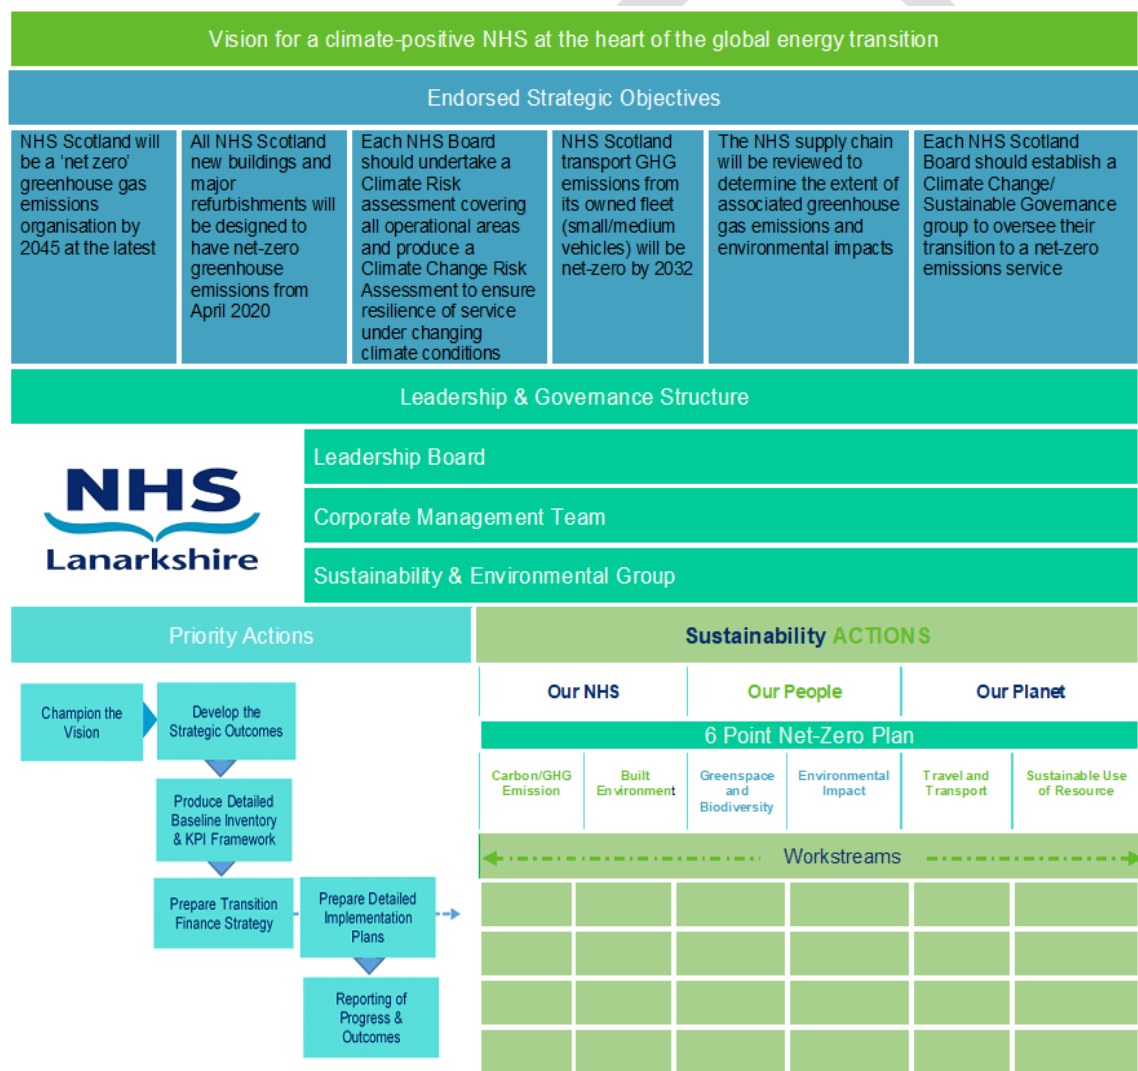 Vision for a climate-positive NHS at the heart of the global energy transition
Endorsed Strategic Objectives
NHS Scotland will
be a ‘net zero’
greenhouse gas
emissions
organisation by
2045 at the latest
All NHS Scotland
new buildings and
major
refurbishments will
be designed to
have net-zero
greenhouse
emissions from
April 2020
Each NHS Board
should undertake a
Climate Risk
assessment covering
all operational areas
and produce a
Climate Change Risk
Assessment to ensure
resilience of service
under changing
climate conditions
NHS Scotland
transport GHG
emissions from
its owned fleet
(small/medium
vehicles) will be
net-zero by 2032
The NHS supply chain
will be reviewed to
determine the extent of
associated greenhouse
gas emissions and
environmental impacts
Each NHS Scotland
Board should establish a
Climate Change/
Sustainable Governance
group to oversee their
transition to a net-zero
emissions service
Leadership & Governance Structure
NHS
Lanarkshire
Leadership Board
Corporate Management Team
Sustainability & Environmental Group
Priority Actions
Champion the
Vision
Develop the
Strategic Outcomes
Produce Detailed
Baseline Inventory
& KPI Framework
Prepare Transition
Finance Strategy
Prepare Detailed
Implementation
Plans
Reporting of
Progress &
Outcomes
Sustainability ACTIONS
Our NHS
Our People
Our Planet
6 Point Net-Zero Plan
Carbon/GHG
Emission
Built
Environment
Greenspace
and
Biodiversity
Environmental
Impact
Travel and
Transport
Sustainable Use
of Resource
Workstreams